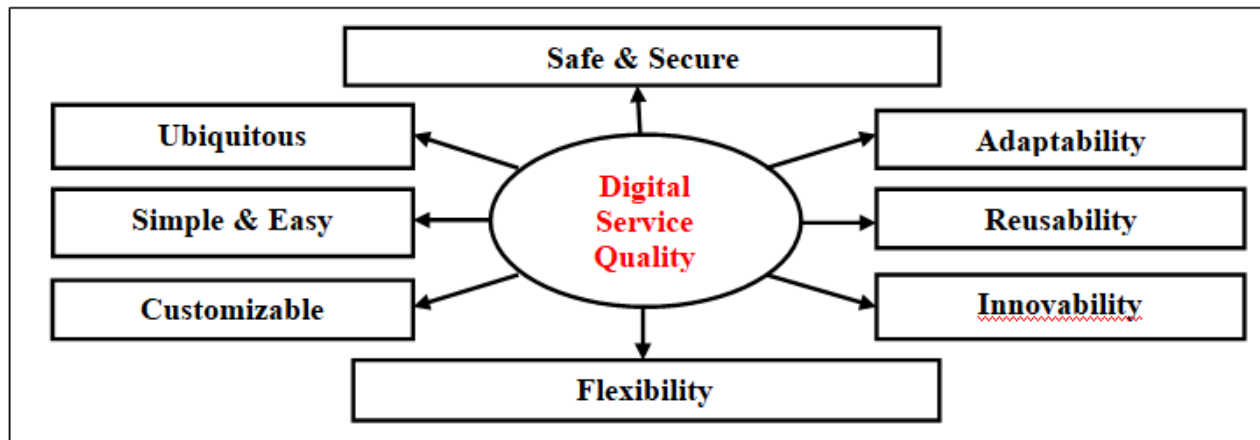 Safe & Secure
Ubiquitous
Adaptability
Digital
Service
Quality
Simple & Easy
Reusability
Customizable
Innovability
Flexibility